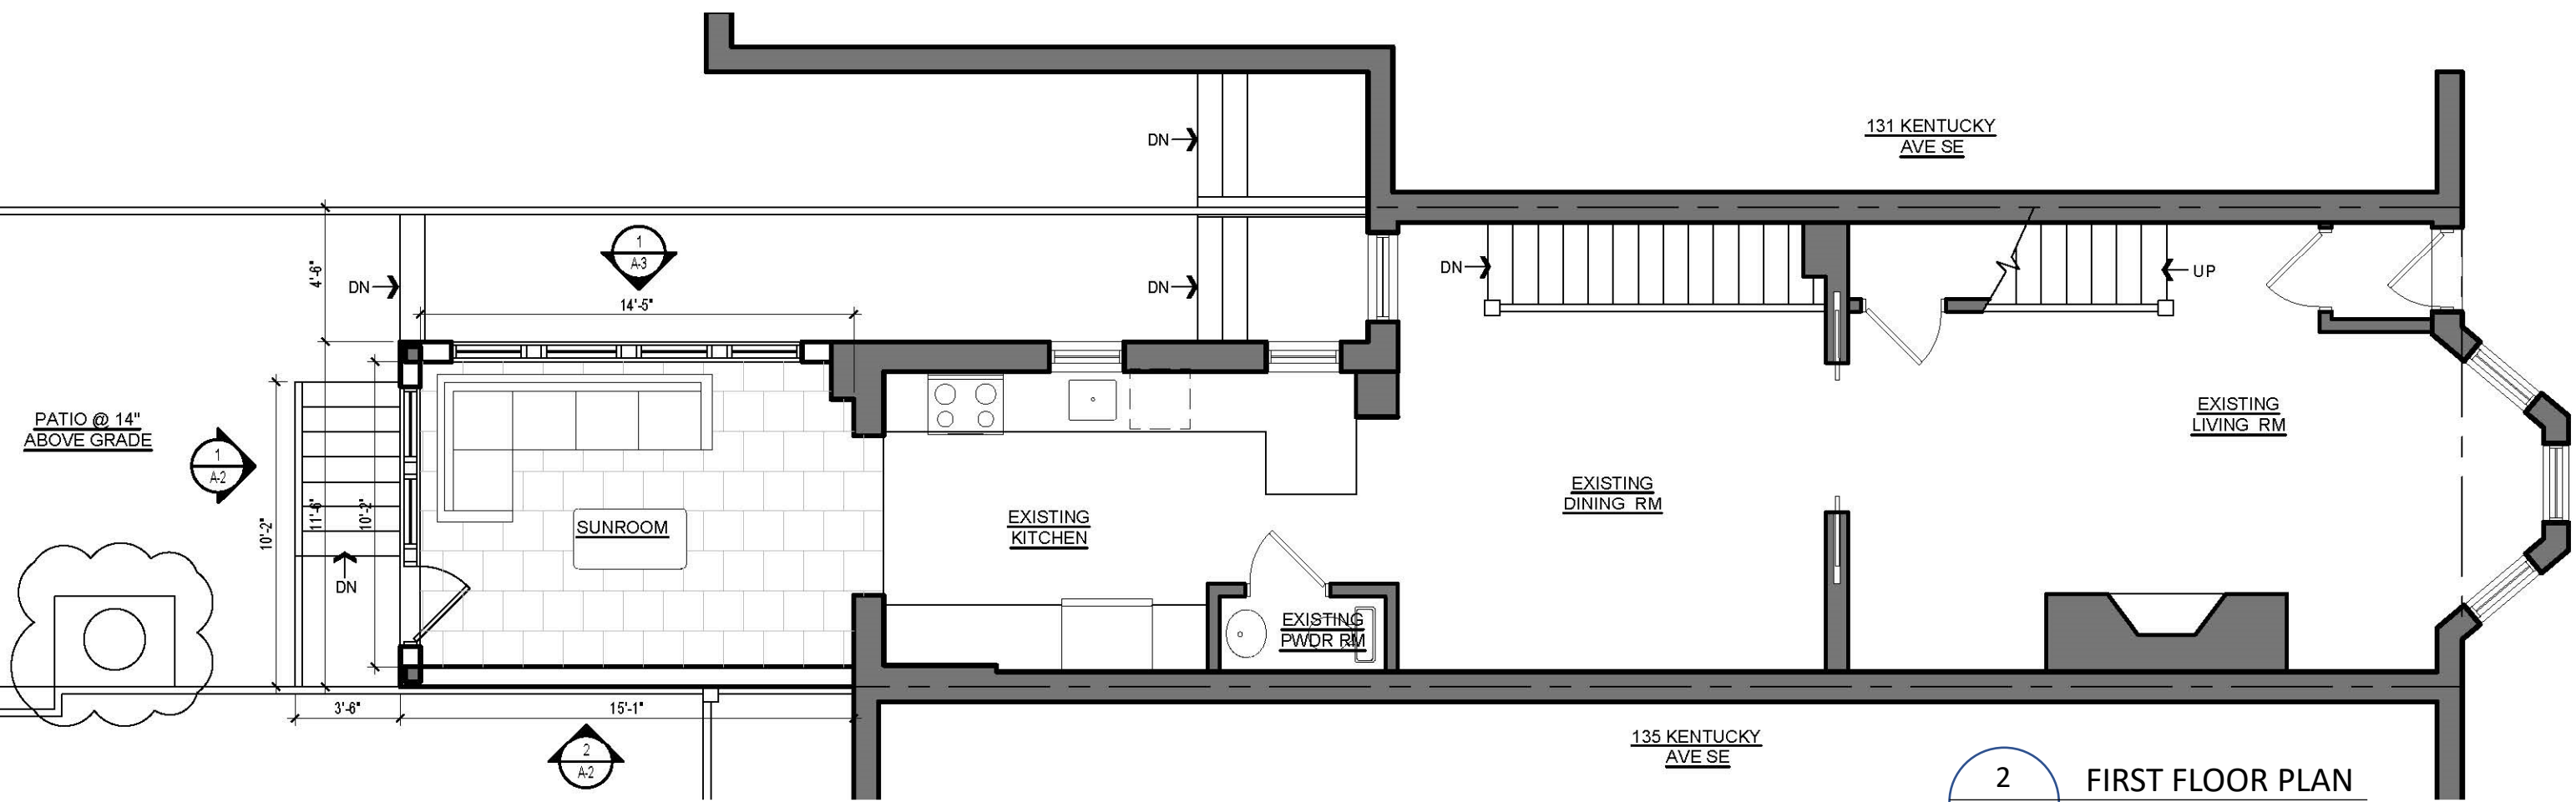 131 KENTUCKY
AVE SE
DN
1
A-3
4'-6"
DN
DN
14'-5"
DN
UP
PATIO @ 14"
ABOVE GRADE
1
A-2
10'-2"
11'-6"
10'-2"
DN
SUNROOM
EXISTING
KITCHEN
EXISTING
PWDR RM
EXISTING
DINING RM
EXISTING
LIVING RM
3'-6"
15'-1"
2
A-2
135 KENTUCKY
AVE SE
2
FIRST FLOOR PLAN